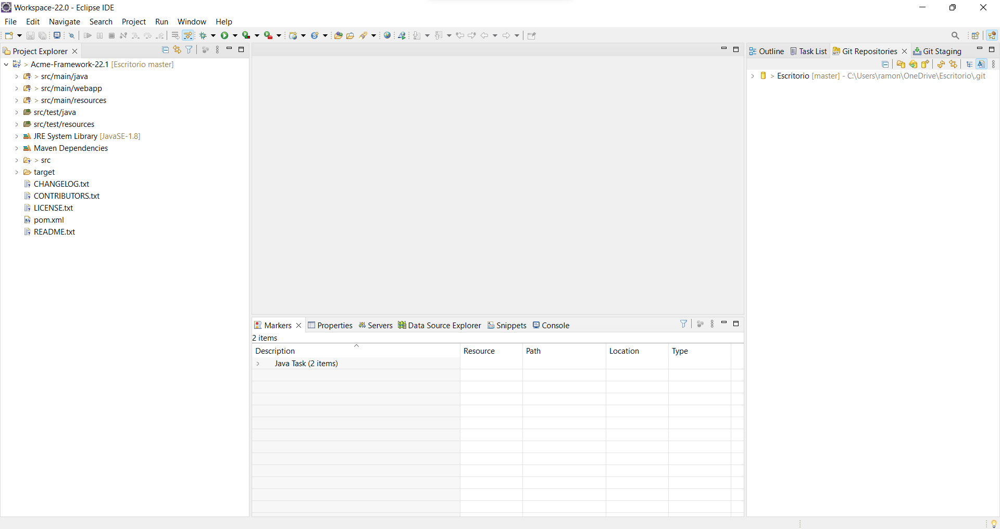 Workspace-22.0 - Eclipse IDE
File Edit Navigate Search Project Run Window Help
Project Explorer
> Acme-Framework-22.1 [Escritorio master]
> src/main/java
> src/main/webapp
> src/main/resources
src/test/java
src/test/resources
JRE System Library [JavaSE-1.8]
Maven Dependencies
> src
target
CHANGELOG.txt
CONTRIBUTORS.txt
LICENSE.txt
pom.xml
README.txt
Markers Properties Servers Data Source Explorer Snippets Console
2 items
Description Resource Path Location Type
Java Task (2 items)
Outline Task List Git Repositories Git Staging
> Escritorio [master] - C:\Users\ramon\OneDrive\Escritorio\.git